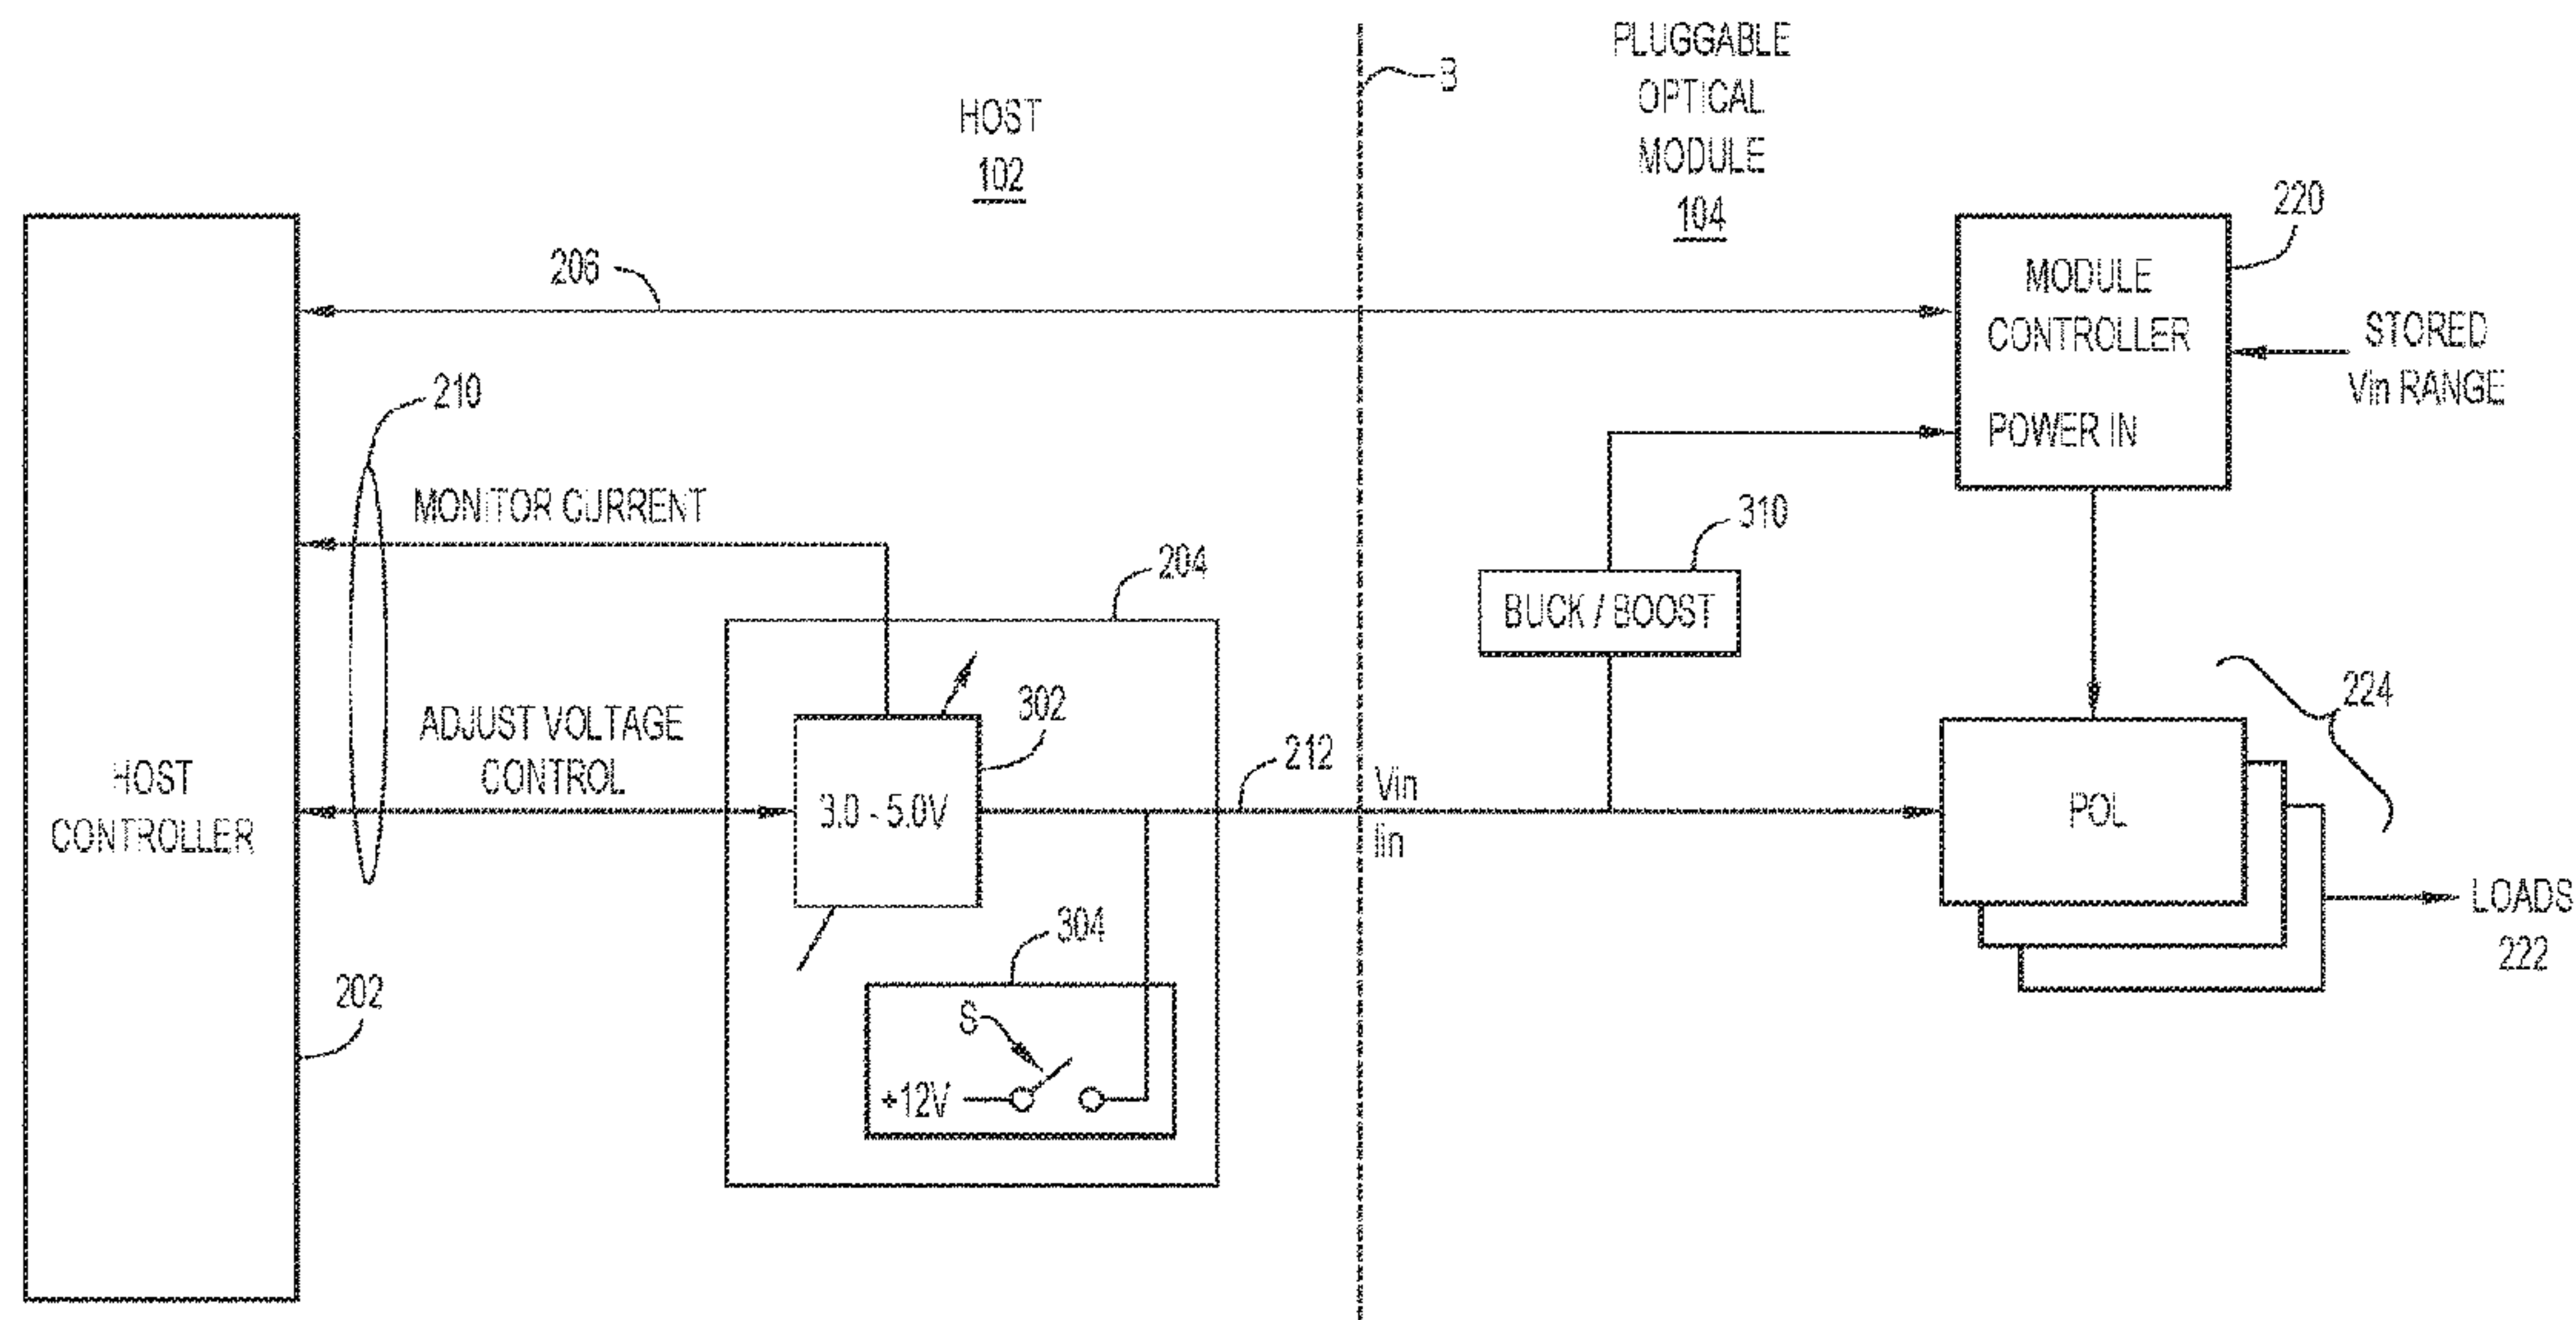 HOST
102
B
PLUGGABLE
OPTICAL
MODULE
104
206
210
MONITOR CURRENT
ADJUST VOLTAGE
CONTROL
HOST
CONTROLLER
202
204
302
3.0 - 5.0V
304
S
+12V
212
Vin
Iin
310
BUCK / BOOST
220
MODULE
CONTROLLER
POWER IN
STORED
Vin RANGE
224
POL
LOADS
222